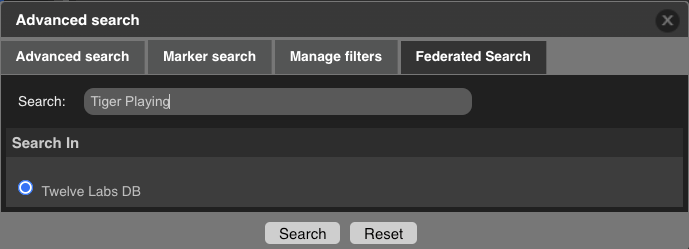 Advanced search
Advanced search Marker search Manage filters Federated Search
Search: Tiger Playing
Search In
Twelve Labs DB
Search Reset